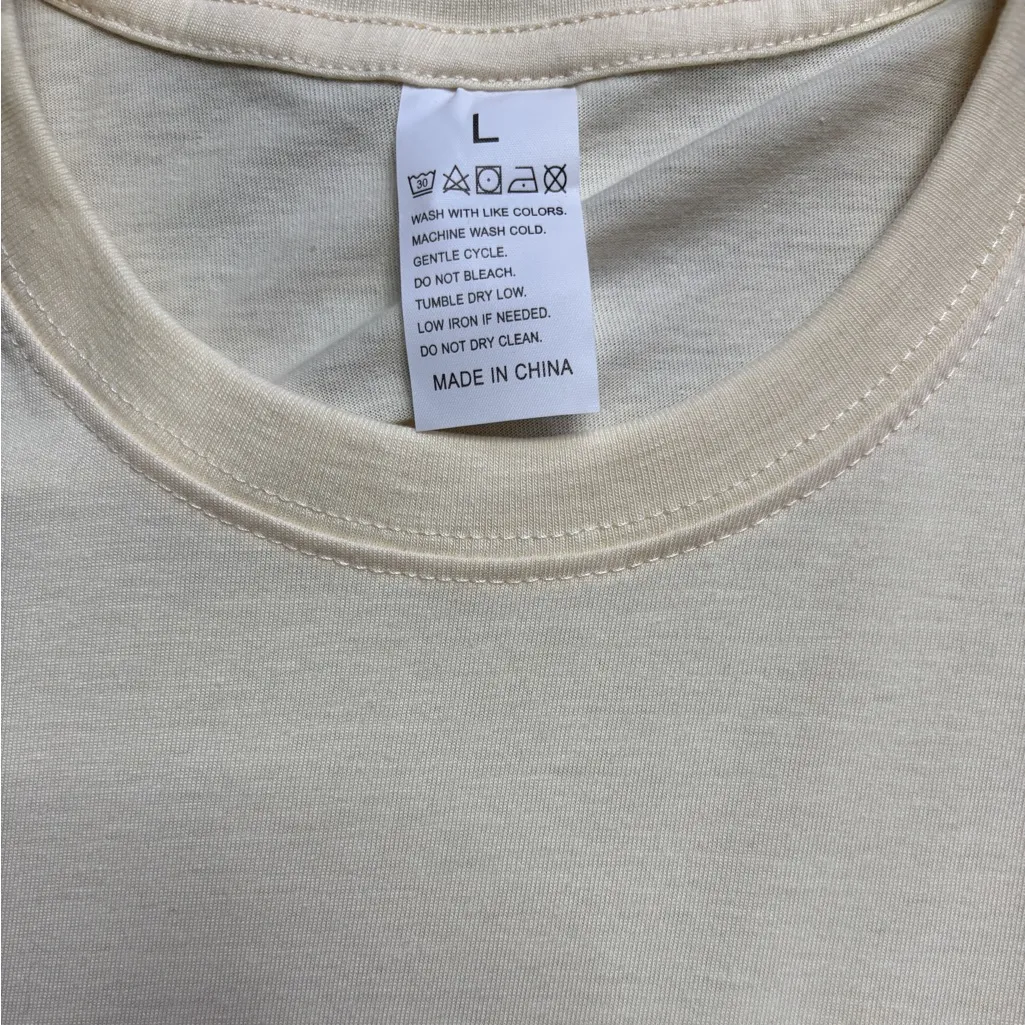 L
30
WASH WITH LIKE COLORS.
MACHINE WASH COLD.
GENTLE CYCLE.
DO NOT BLEACH.
TUMBLE DRY LOW.
LOW IRON IF NEEDED.
DO NOT DRY CLEAN.
MADE IN CHINA